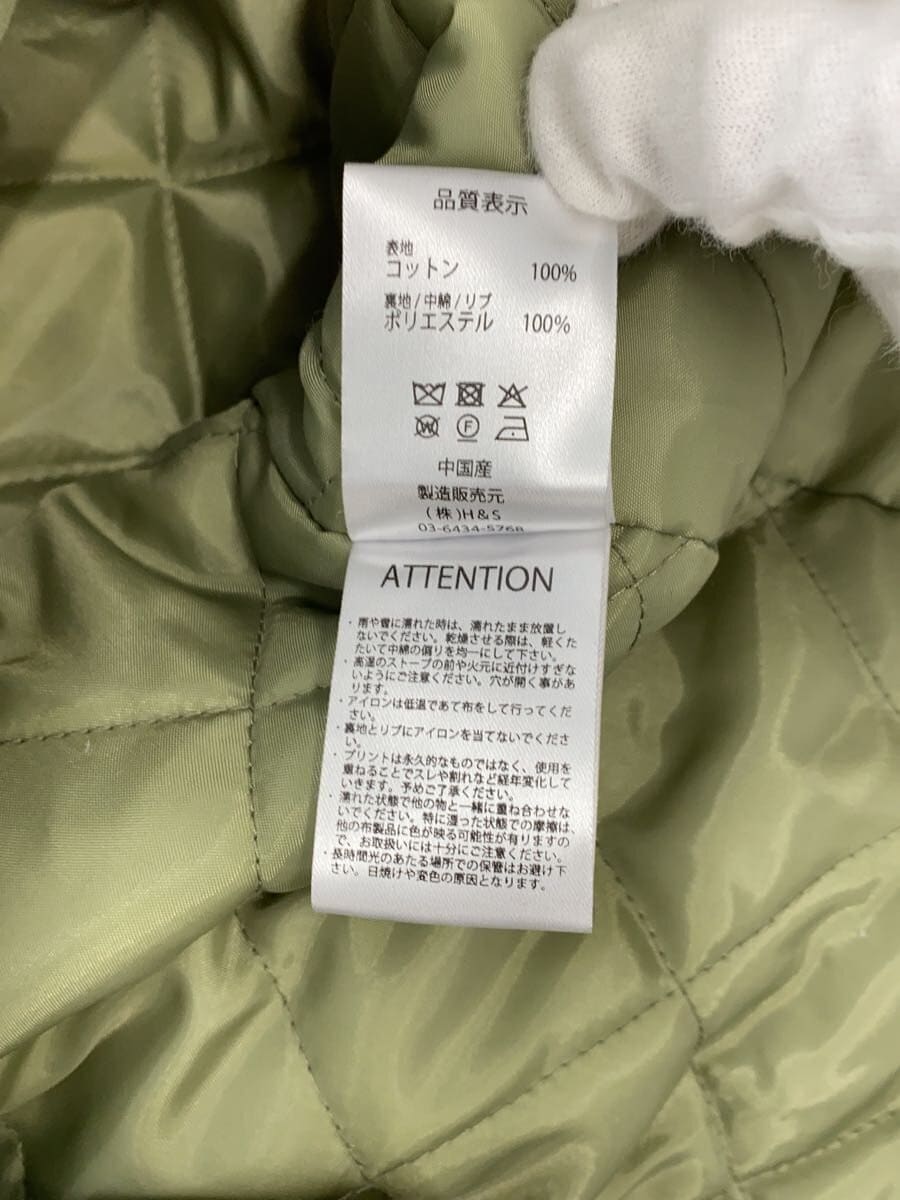 品質表示
表地
コットン 100%
裏地/中綿/リブ
ポリエステル 100%
W
F
中国産
製造販売元
(株)H&S
03-6434-5768
ATTENTION
・雨や雪に濡れた時は、濡れたまま放置し
ないでください。乾燥させる際は、軽くた
たいて中綿の偏りを均一にして下さい。
・高温のストーブの前や火元に近付けすぎな
いようにご注意ください。穴が開く事があ
ります。
・アイロンは低温であて布をして行ってくだ
さい。
・裏地とリブにアイロンを当てないでくださ
い。
・プリントは永久的なものではなく、使用を
重ねることでスレや割れなど経年変化して
いきます。予めご了承ください。
・濡れた状態で他の物と一緒に重ね合わせな
いでください。特に湿った状態での摩擦は、
他の布製品に色が映る可能性が有りますの
で、お取扱いには十分にご注意ください。
・長時間光のあたる場所での保管はお避け下
さい。日焼けや変色の原因となります。